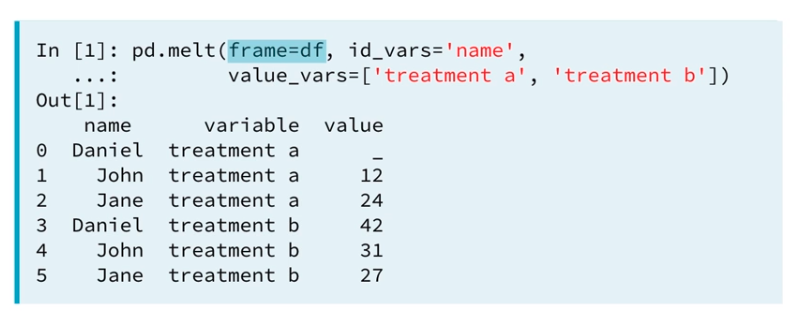 In [1]: pd.melt(frame=df, id_vars='name',
   ...:         value_vars=['treatment a', 'treatment b'])
Out[1]:
    name      variable  value
0  Daniel  treatment a      _
1    John  treatment a     12
2    Jane  treatment a     24
3  Daniel  treatment b     42
4    John  treatment b     31
5    Jane  treatment b     27